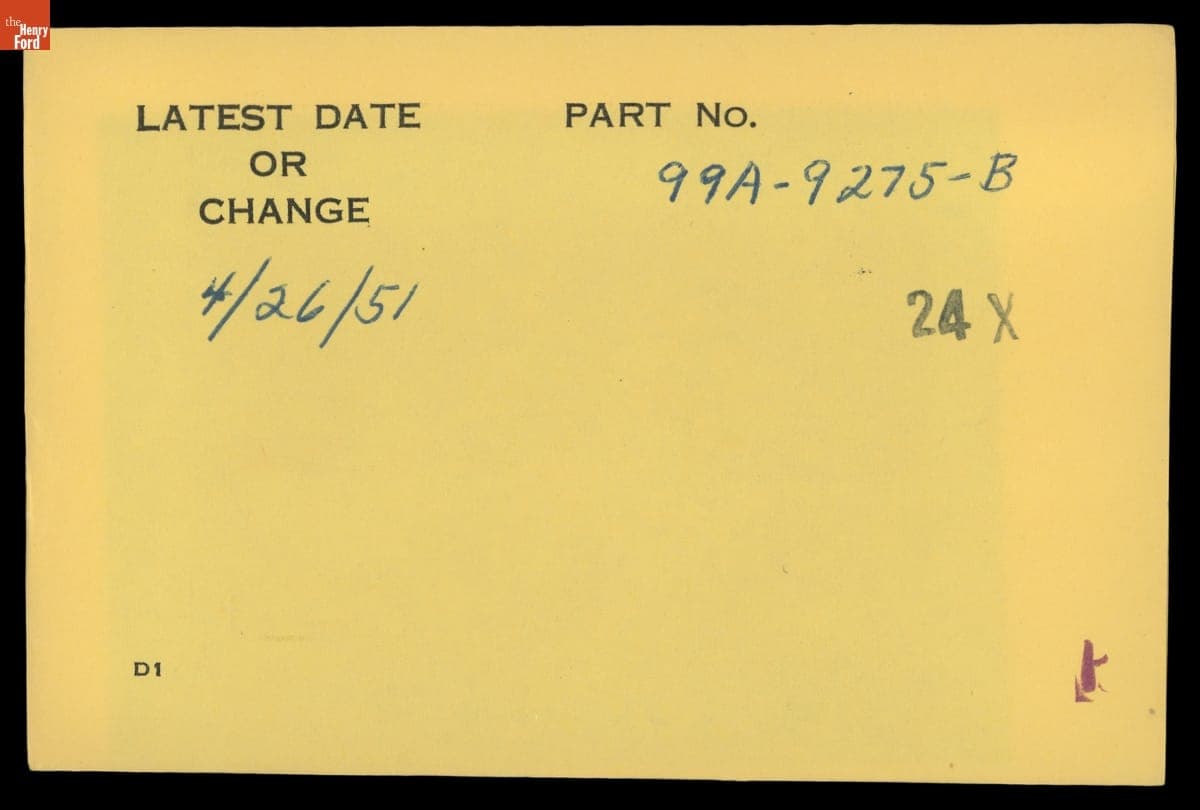 the
Henry
Ford
LATEST DATE
OR
CHANGE
4/26/51
PART No.
99A-9275-B
24 X
D1